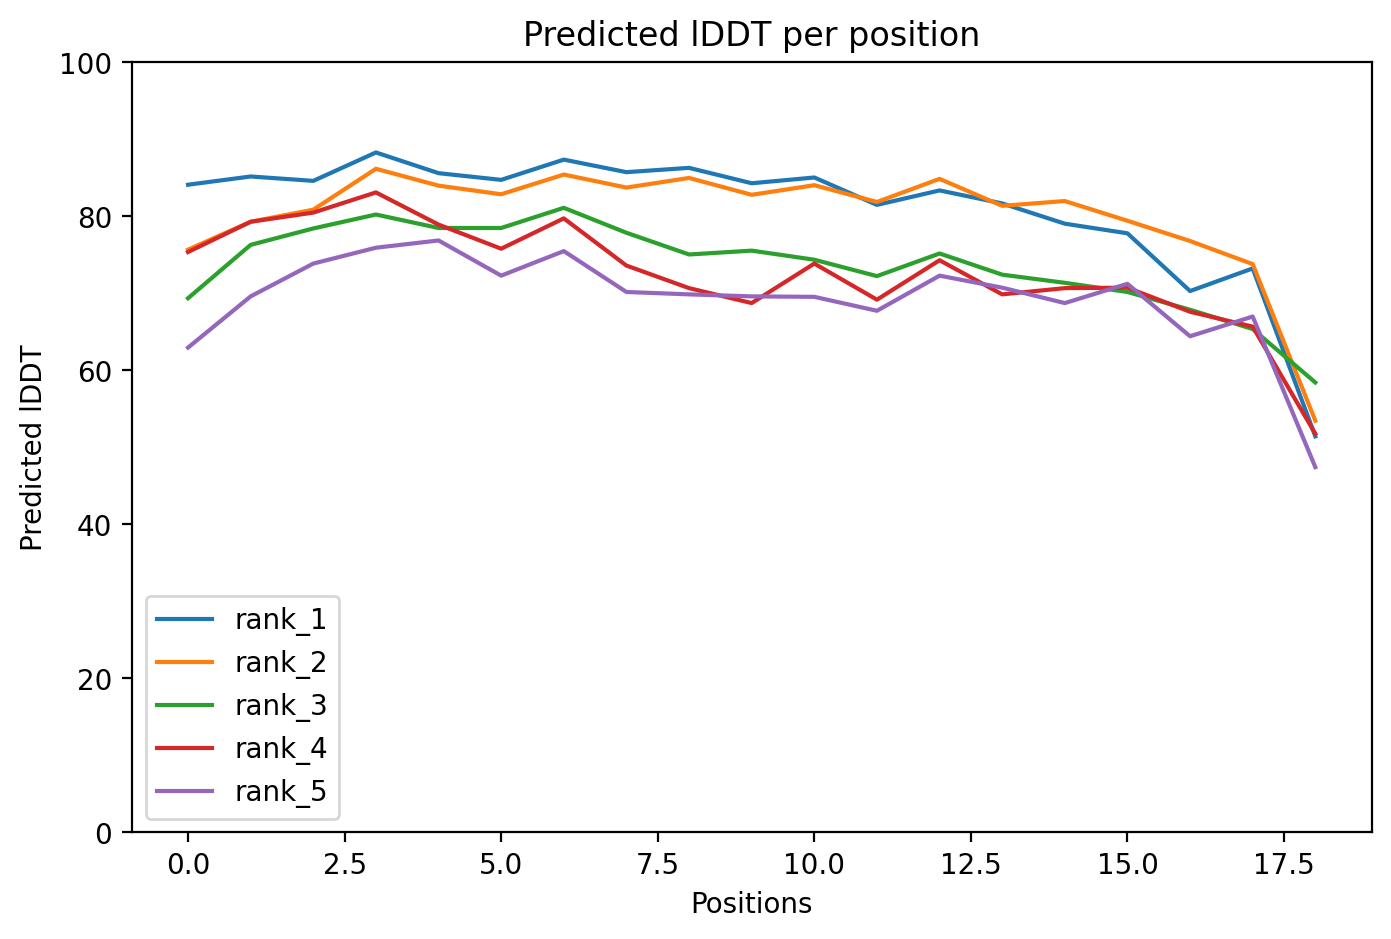 Predicted lDDT per position
100
80
60
40
20
0
Predicted lDDT
rank_1
rank_2
rank_3
rank_4
rank_5
0.0 2.5 5.0 7.5 10.0 12.5 15.0 17.5
Positions